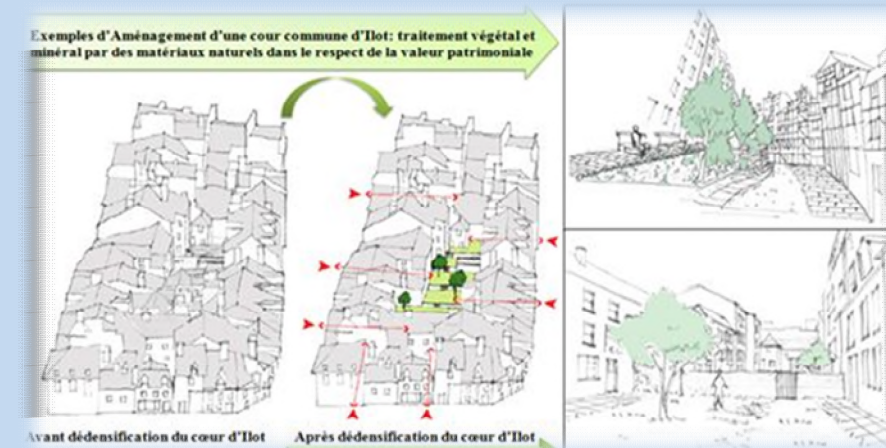 Exemples d'Aménagement d'une cour commune d'Ilot: traitement végétal et
minéral par des matériaux naturels dans le respect de la valeur patrimoniale
Avant dédensification du cœur d'Ilot
Après dédensification du cœur d'Ilot